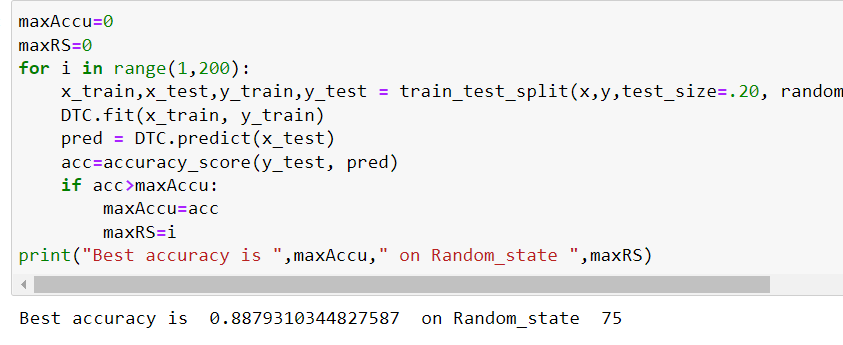 maxAccu=0
maxRS=0
for i in range(1,200):
    x_train,x_test,y_train,y_test = train_test_split(x,y,test_size=.20, random
    DTC.fit(x_train, y_train)
    pred = DTC.predict(x_test)
    acc=accuracy_score(y_test, pred)
    if acc>maxAccu:
        maxAccu=acc
        maxRS=i
print("Best accuracy is ",maxAccu," on Random_state ",maxRS)
Best accuracy is  0.8879310344827587  on Random_state  75